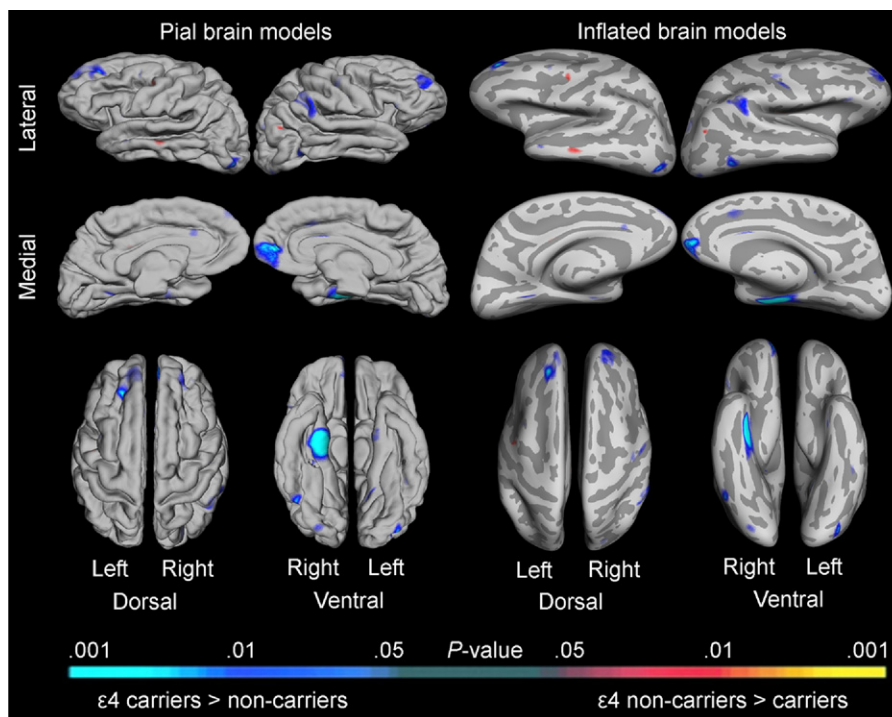 Pial brain models
Inflated brain models
Lateral
Medial
Left Right
Dorsal
Right Left
Ventral
Left Right
Dorsal
Right Left
Ventral
.001 .01 .05 P-value .05 .01 .001
ε4 carriers > non-carriers
ε4 non-carriers > carriers